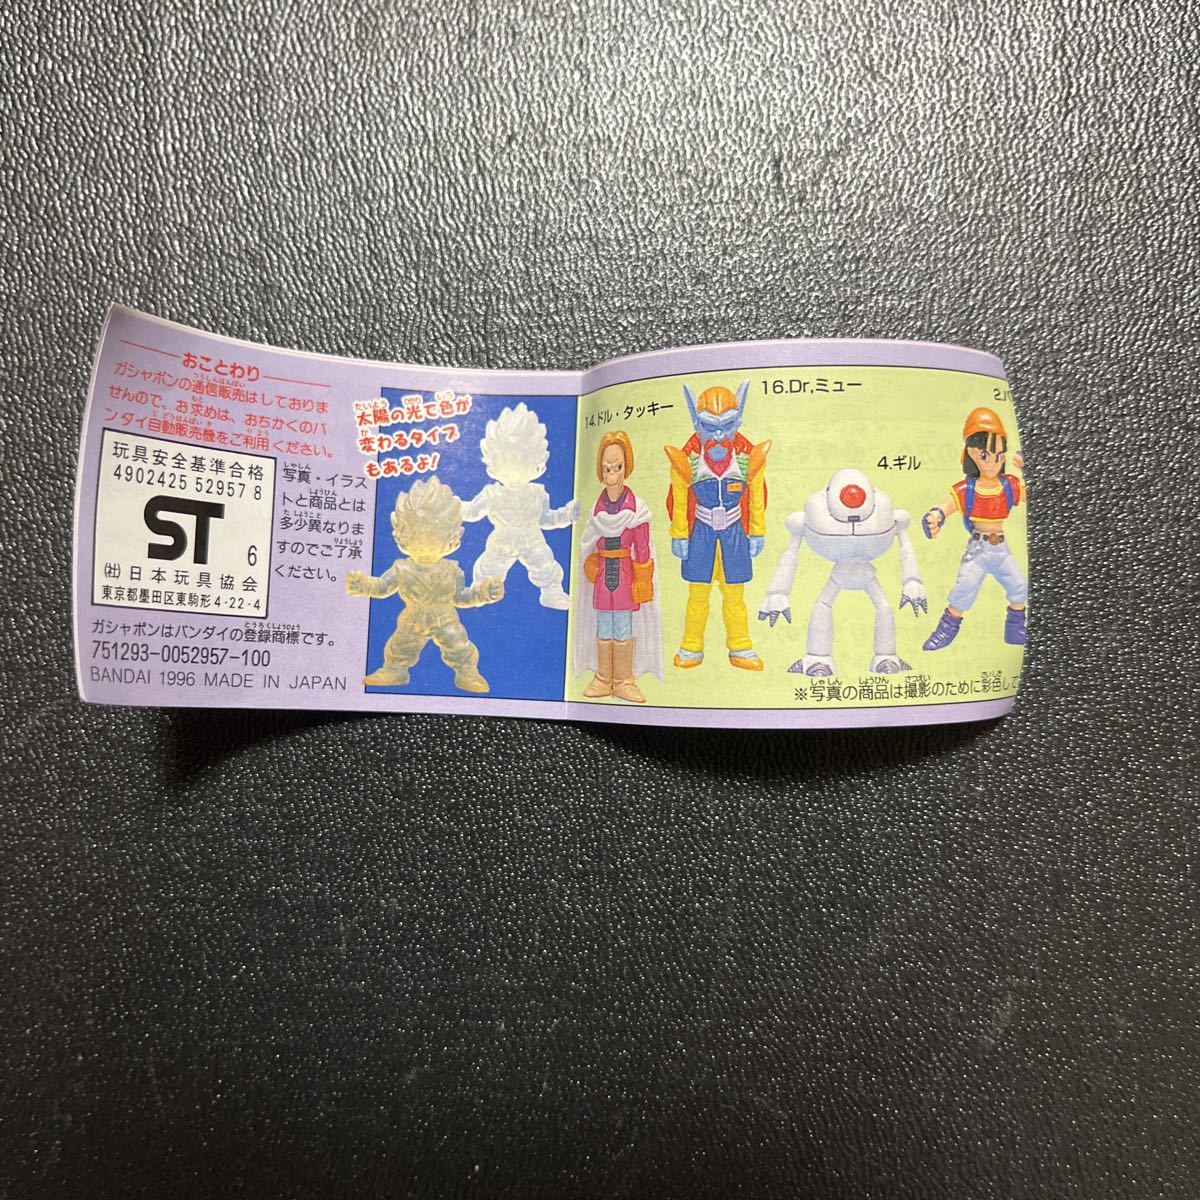 おことわり
ガシャポンの通信販売はしておりま
せんので、お求めは、おちかくのバ
ンダイ自動販売機をご利用ください。
玩具安全基準合格
4902425 52957 8
ST 6
(社)日本玩具協会
東京都墨田区東駒形4-22-4
写真・イラス
トと商品とは
多少異なりま
すのでご了承
ください。
ガシャポンはバンダイの登録商標です。
751293-0052957-100
BANDAI 1996 MADE IN JAPAN
太陽の光で色が
変わるタイプ
もあるよ!
14.ドル・タッキー
16.Dr,ミュー
4.ギル
※写真の商品は撮影のために彩色して